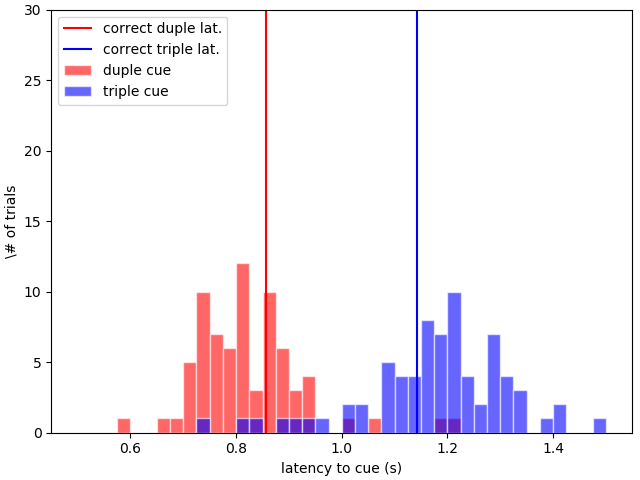 correct duple lat.
correct triple lat.
duple cue
triple cue
30
25
20
15
10
5
0
\# of trials
0.6 0.8 1.0 1.2 1.4
latency to cue (s)